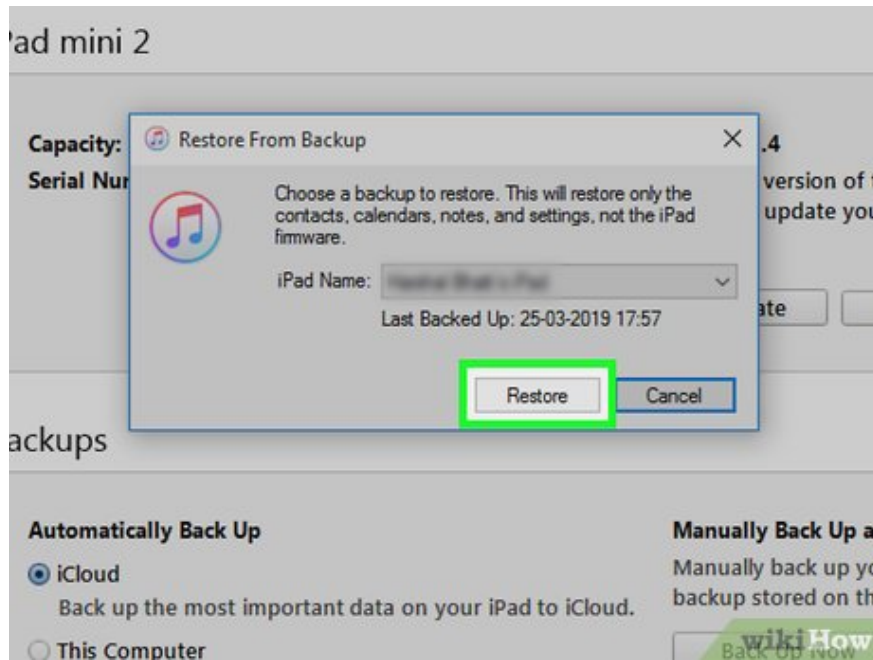 Pad mini 2
Restore From Backup
Capacity:
.4
Serial Nur
version of
update you
Choose a backup to restore. This will restore only the
contacts, calendars, notes, and settings, not the iPad
firmware.
iPad Name:
Last Backed Up: 25-03-2019 17:57
ate
Restore
Cancel
ackups
Automatically Back Up
Manually Back Up a
iCloud
Manually back up yo
Back up the most important data on your iPad to iCloud.
backup stored on th
This Computer
Back Up Now
wikiHow